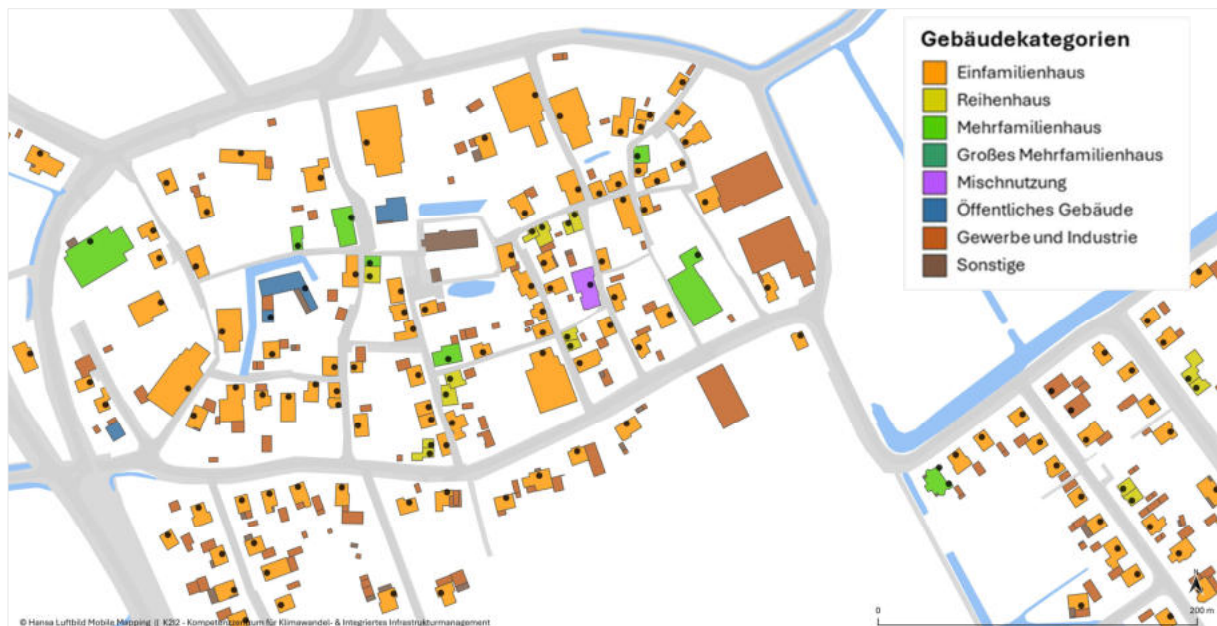 Gebäudekategorien
Einfamilienhaus
Reihenhaus
Mehrfamilienhaus
Großes Mehrfamilienhaus
Mischnutzung
Öffentliches Gebäude
Gewerbe und Industrie
Sonstige
N
0 200 m
© Hansa Luftbild Mobile Mapping || K2I2 - Kompetenzzentrum für Klimawandel- & Integriertes Infrastrukturmanagement